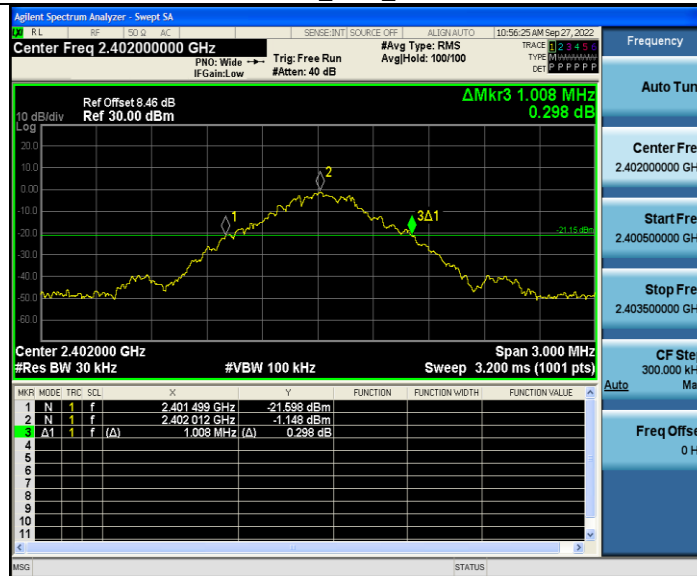 Agilent Spectrum Analyzer - Swept SA
RL RF 50 Ω AC SENSE:INT SOURCE OFF ALIGN AUTO 10:56:25 AM Sep 27, 2022
Center Freq 2.402000000 GHz
PNO: Wide
IFGain:Low
Trig: Free Run
#Atten: 40 dB
#Avg Type: RMS
Avg|Hold: 100/100
TRACE 1 2 3 4 5 6
TYPE M
DET P P P P P P
Frequency
Auto Tun
Center Fre
2.402000000 GH
Start Fre
2.400500000 GH
Stop Fre
2.403500000 GH
CF Ste
300.000 kH
Auto Ma
Freq Offse
0 H
ΔMkr3 1.008 MHz
0.298 dB
Ref Offset 8.46 dB
10 dB/div Ref 30.00 dBm
Log
20.0
10.0
0.00
-10.0
-20.0
-30.0
-40.0
-50.0
-60.0
1
2
3Δ1
-21.15 dBm
Center 2.402000 GHz Span 3.000 MHz
#Res BW 30 kHz #VBW 100 kHz Sweep 3.200 ms (1001 pts)
MKR MODE TRC SCL X Y FUNCTION FUNCTION WIDTH FUNCTION VALUE
1 N 1 f 2.401 499 GHz -21.598 dBm
2 N 1 f 2.402 012 GHz -1.148 dBm
3 Δ1 1 f (Δ) 1.008 MHz (Δ) 0.298 dB
4
5
6
7
8
9
10
11
MSG STATUS